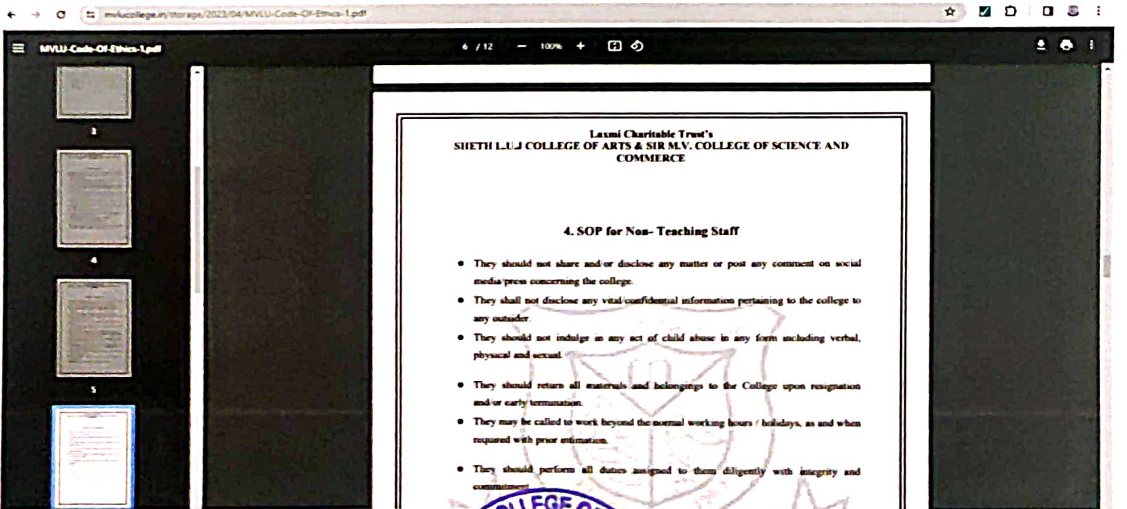 mvlucollege.in/storage/2023/04/MVLU-Code-Of-Ethics-1.pdf
MVLU-Code-Of-Ethics-1.pdf
6 / 12
100%
3
4
5
Laxmi Charitable Trust's
SHETH L.U.J COLLEGE OF ARTS & SIR M.V. COLLEGE OF SCIENCE AND
COMMERCE
4. SOP for Non- Teaching Staff
They should not share and/or disclose any matter or post any comment on social
media/press concerning the college.
They shall not disclose any vital/confidential information pertaining to the college to
any outsider.
They should not indulge in any act of child abuse in any form including verbal,
physical and sexual.
They should return all materials and belongings to the College upon resignation
and/or early termination.
They may be called to work beyond the normal working hours / holidays, as and when
required with prior intimation.
They should perform all duties assigned to them diligently with integrity and
commitment
COLLEGE OF